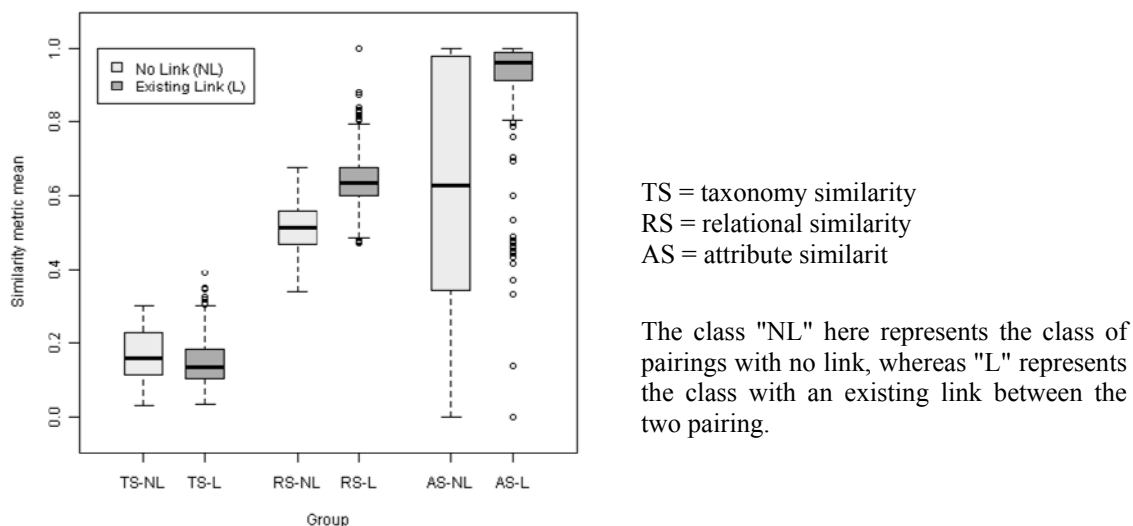 1.0
0.8
0.6
0.4
0.2
0.0
Similarity metric mean
No Link (NL)
Existing Link (L)
TS-NL TS-L RS-NL RS-L AS-NL AS-L
Group
TS = taxonomy similarity
RS = relational similarity
AS = attribute similarit
The class "NL" here represents the class of
pairings with no link, whereas "L" represents
the class with an existing link between the
two pairing.